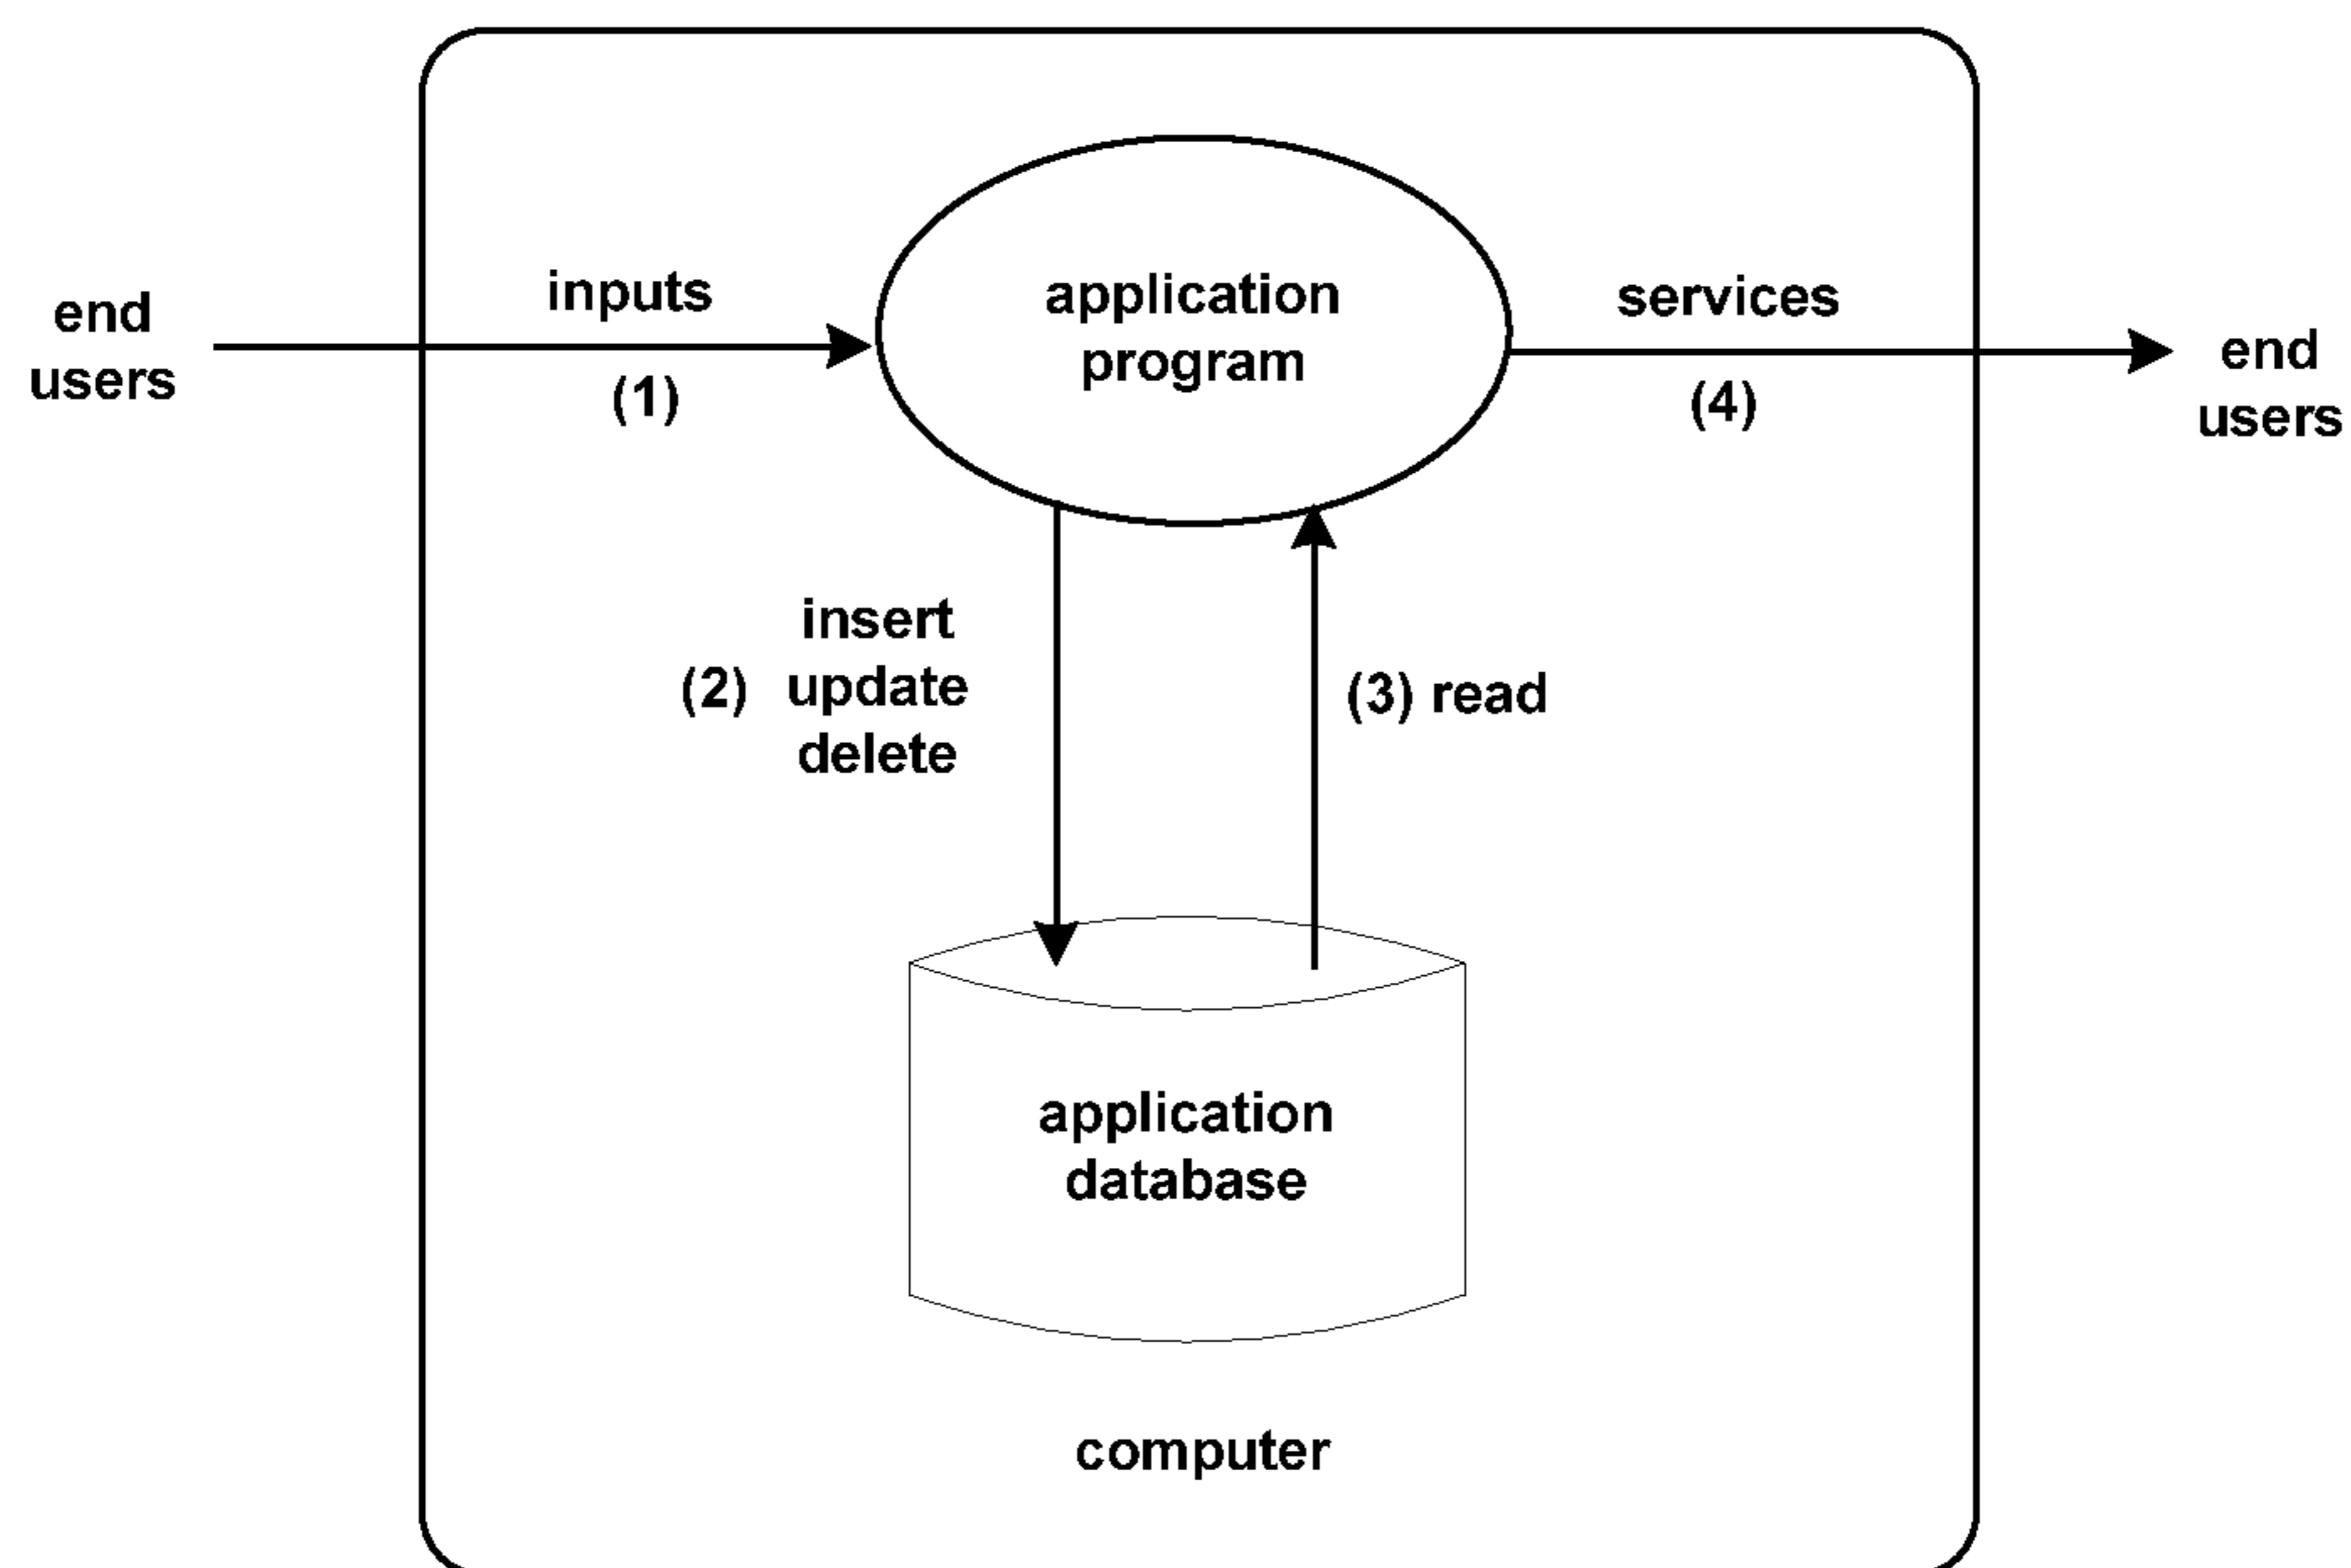 end
users
inputs
(1)
application
program
services
(4)
end
users
insert
(2) update
delete
(3) read
application
database
computer